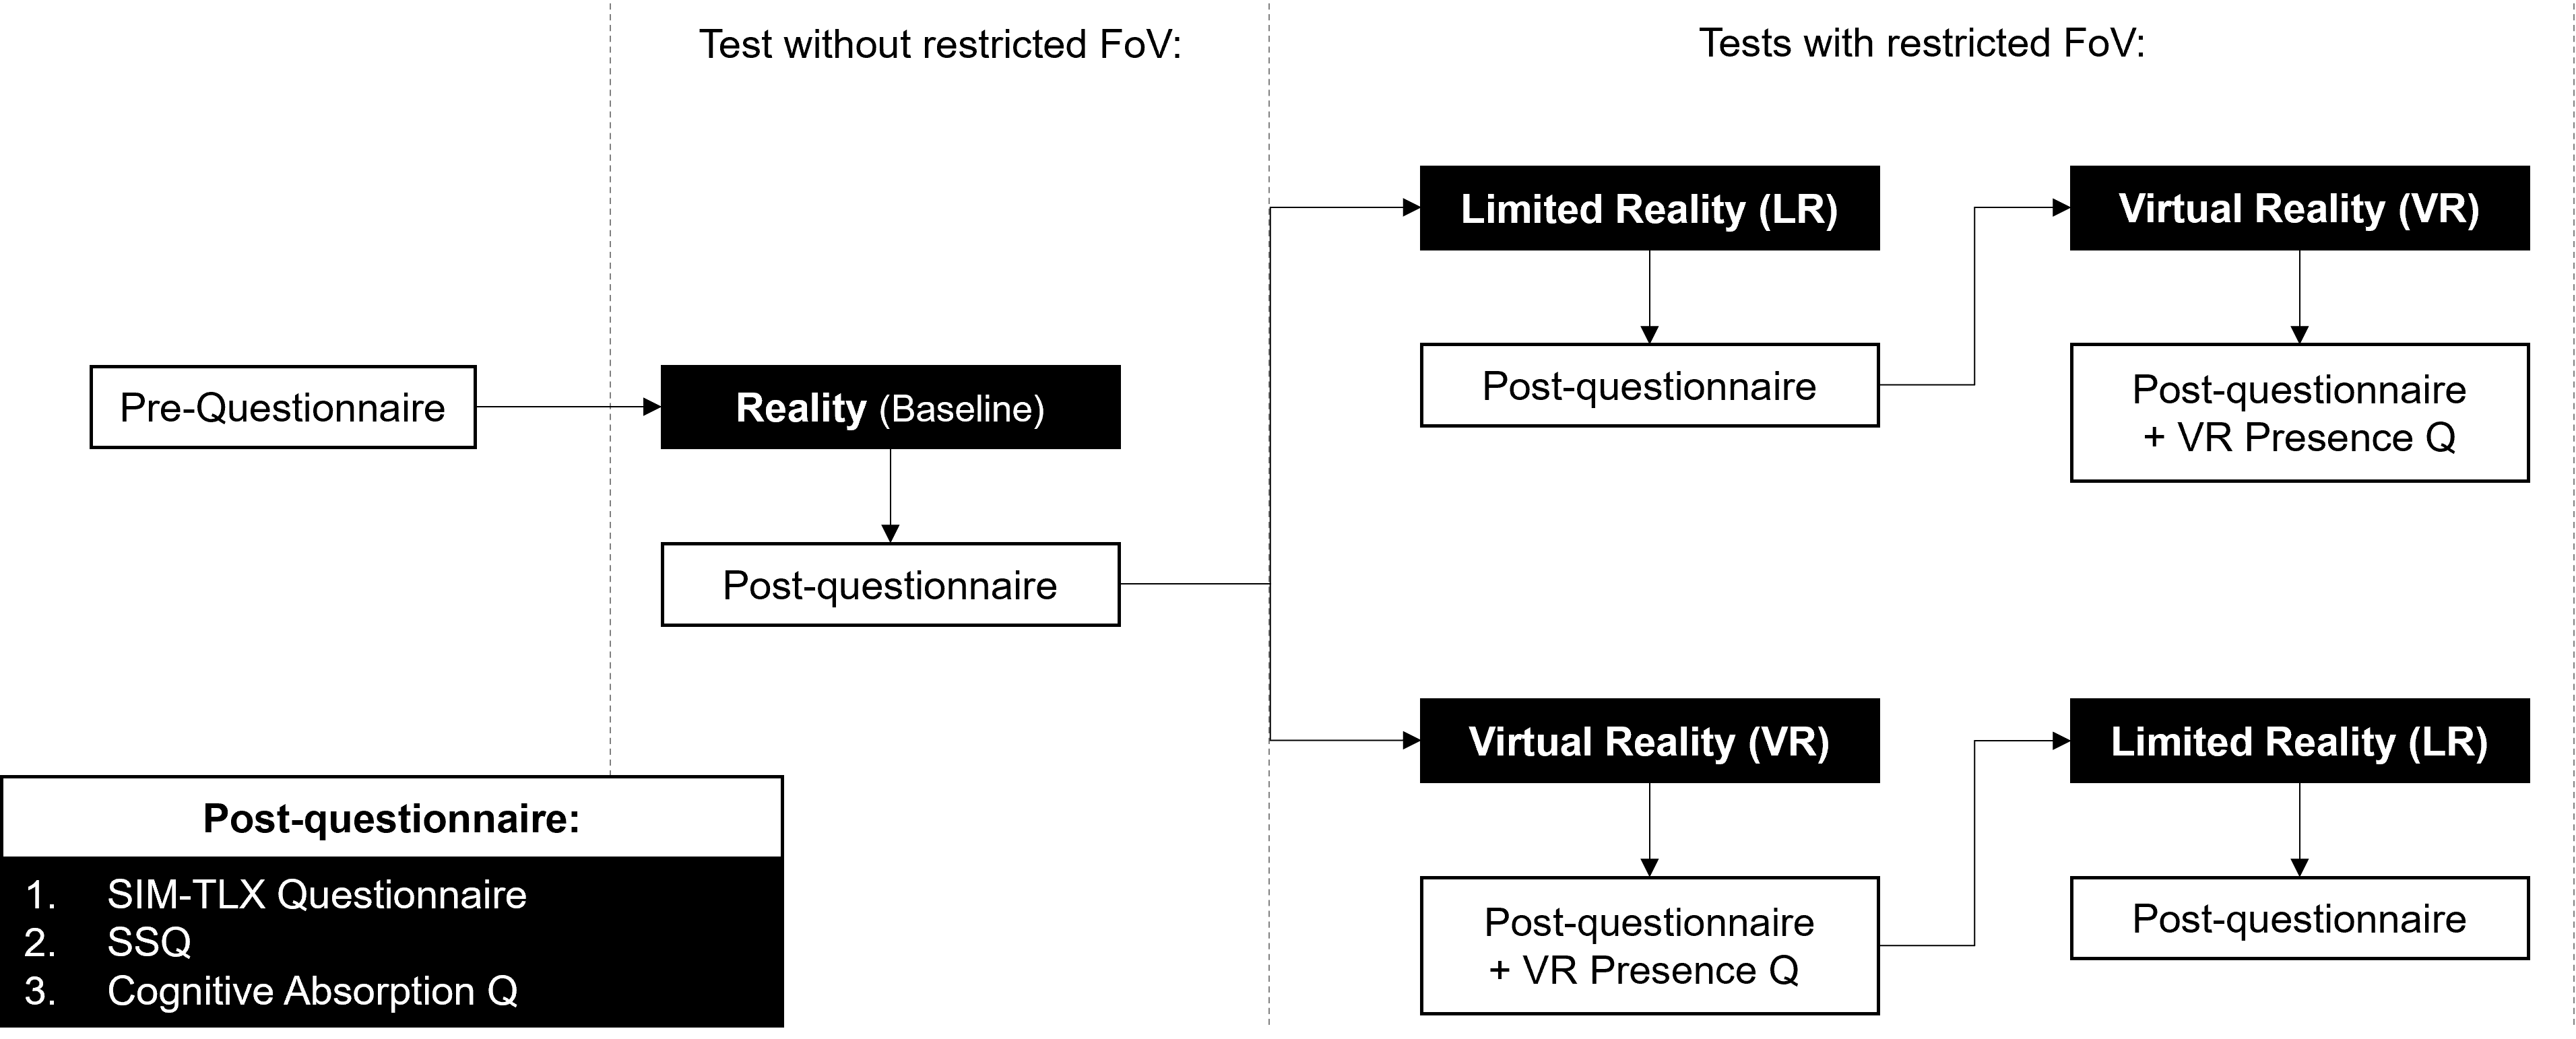 Test without restricted FoV:
Tests with restricted FoV:
Pre-Questionnaire
Reality (Baseline)
Post-questionnaire
Limited Reality (LR)
Post-questionnaire
Virtual Reality (VR)
Post-questionnaire
+ VR Presence Q
Virtual Reality (VR)
Post-questionnaire
+ VR Presence Q
Limited Reality (LR)
Post-questionnaire
Post-questionnaire:
1. SIM-TLX Questionnaire
2. SSQ
3. Cognitive Absorption Q